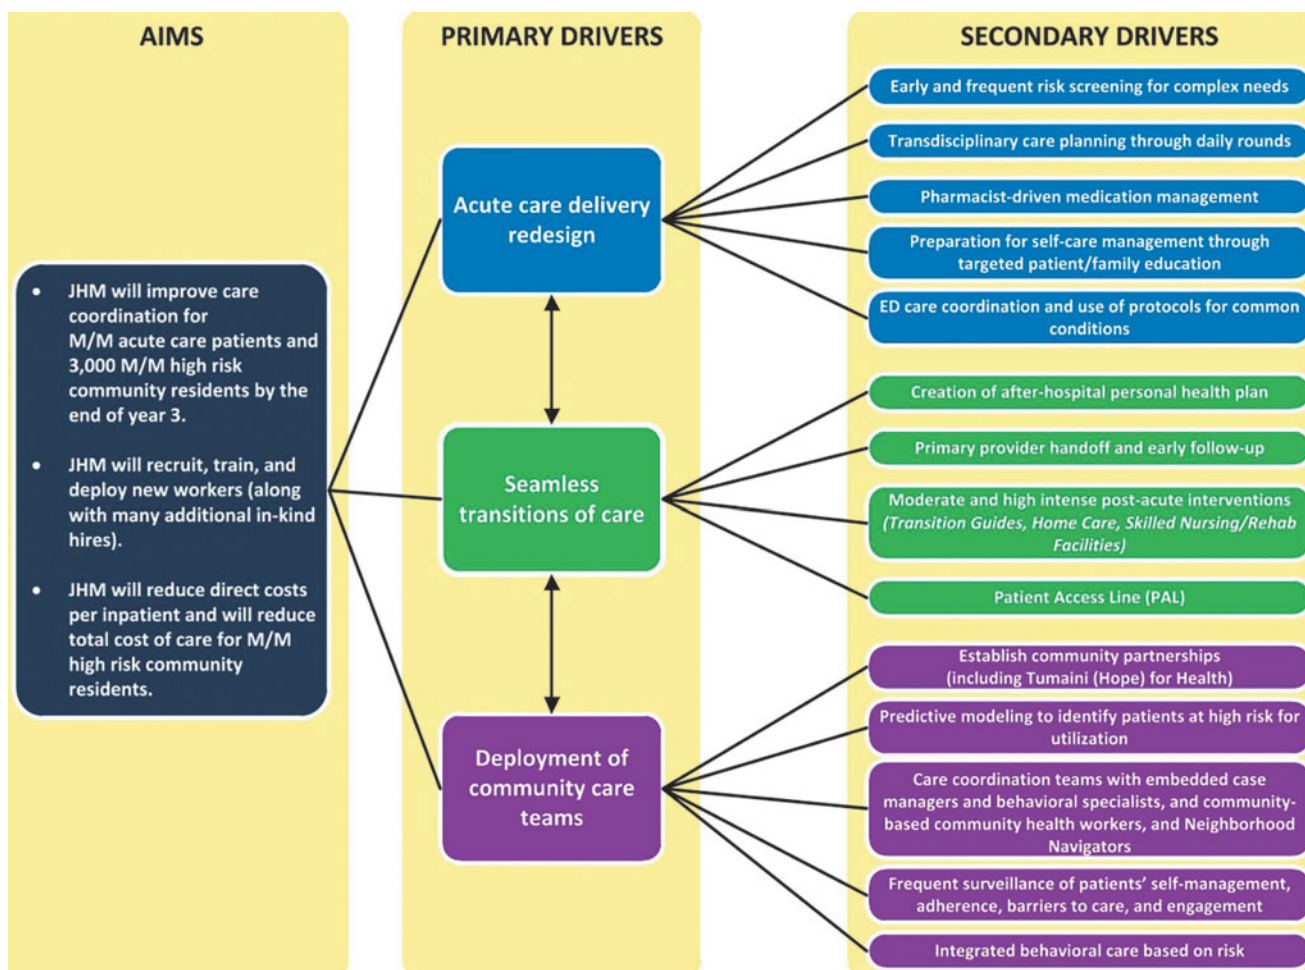 AIMS
JHM will improve care
coordination for
M/M acute care patients and
3,000 M/M high risk
community residents by the
end of year 3.
JHM will recruit, train, and
deploy new workers (along
with many additional in-kind
hires).
JHM will reduce direct costs
per inpatient and will reduce
total cost of care for M/M
high risk community
residents.
PRIMARY DRIVERS
Acute care delivery
redesign
Seamless
transitions of care
Deployment of
community care
teams
SECONDARY DRIVERS
Early and frequent risk screening for complex needs
Transdisciplinary care planning through daily rounds
Pharmacist-driven medication management
Preparation for self-care management through
targeted patient/family education
ED care coordination and use of protocols for common
conditions
Creation of after-hospital personal health plan
Primary provider handoff and early follow-up
Moderate and high intense post-acute interventions
(Transition Guides, Home Care, Skilled Nursing/Rehab
Facilities)
Patient Access Line (PAL)
Establish community partnerships
(including Tumaini (Hope) for Health)
Predictive modeling to identify patients at high risk for
utilization
Care coordination teams with embedded case
managers and behavioral specialists, and community-
based community health workers, and Neighborhood
Navigators
Frequent surveillance of patients’ self-management,
adherence, barriers to care, and engagement
Integrated behavioral care based on risk